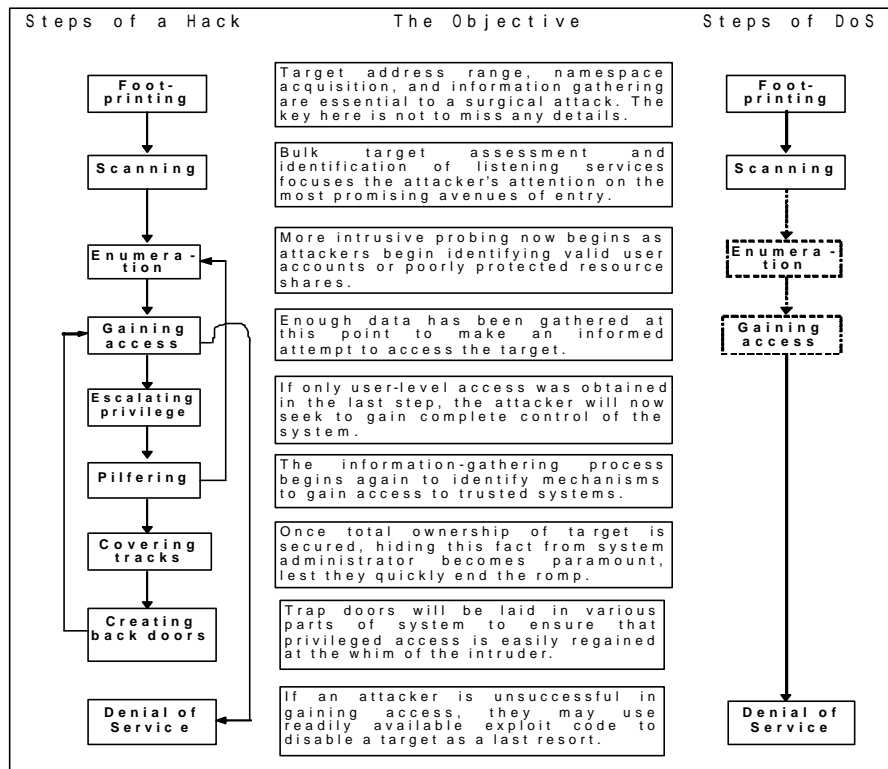 Steps of a Hack
The Objective
Steps of DoS
Foot-
printing
Target address range, namespace
acquisition, and information gathering
are essential to a surgical attack. The
key here is not to miss any details.
Foot-
printing
Scanning
Bulk target assessment and
identification of listening services
focuses the attacker's attention on the
most promising avenues of entry.
Scanning
Enumera-
tion
More intrusive probing now begins as
attackers begin identifying valid user
accounts or poorly protected resource
shares.
Enumera-
tion
Gaining
access
Enough data has been gathered at
this point to make an informed
attempt to access the target.
Gaining
access
Escalating
privilege
If only user-level access was obtained
in the last step, the attacker will now
seek to gain complete control of the
system.
Pilfering
The information-gathering process
begins again to identify mechanisms
to gain access to trusted systems.
Covering
tracks
Once total ownership of target is
secured, hiding this fact from system
administrator becomes paramount,
lest they quickly end the romp.
Creating
back doors
Trap doors will be laid in various
parts of system to ensure that
privileged access is easily regained
at the whim of the intruder.
Denial of
Service
If an attacker is unsuccessful in
gaining access, they may use
readily available exploit code to
disable a target as a last resort.
Denial of
Service